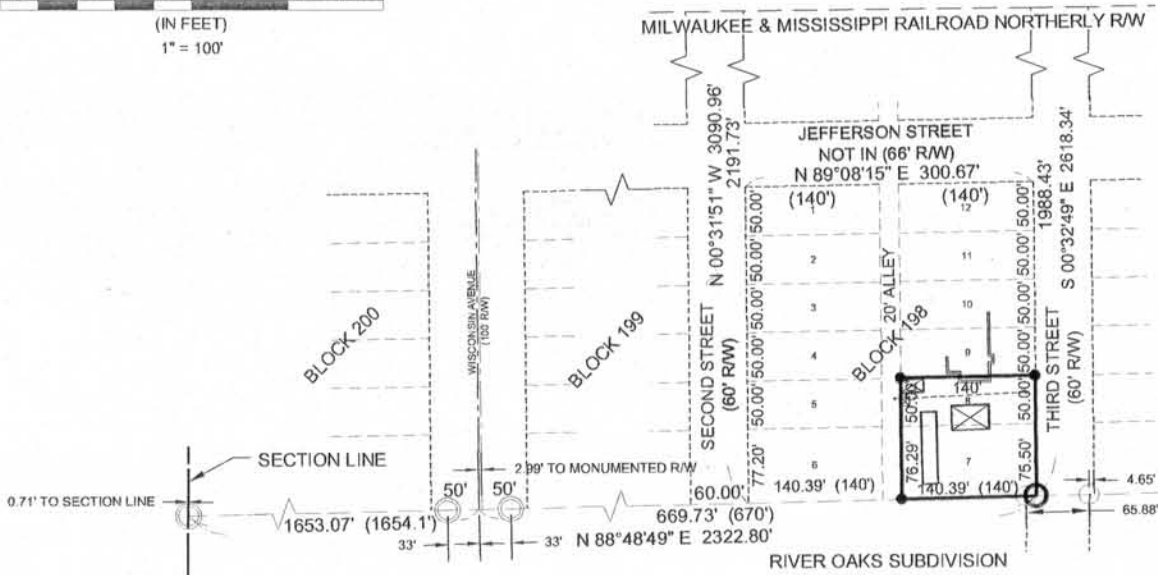 (IN FEET)
1" = 100'
MILWAUKEE & MISSISSIPPI RAILROAD NORTHERLY R/W
JEFFERSON STREET
NOT IN (66' R/W)
N 89°08'15" E 300.67'
(140')
(140')
N 00°31'51" W 3090.96'
2191.73'
1988.43'
S 00°32'49" E 2618.34'
SECOND STREET
(60' R/W)
THIRD STREET
(60' R/W)
20' ALLEY
WISCONSIN AVENUE
(100 R/W)
BLOCK 200
BLOCK 199
BLOCK 198
1
2
3
4
5
6
12
11
10
9
8
7
50.00'
50.00'
50.00'
50.00'
50.00'
77.20'
50.00'
50.00'
50.00'
50.00'
50.00'
75.50'
140'
50.00'
76.29'
140.39' (140')
140.39' (140')
60.00'
SECTION LINE
0.71' TO SECTION LINE
2.99' TO MONUMENTED R/W
50'
50'
1653.07' (1654.1')
669.73' (670')
33'
33'
N 88°48'49" E 2322.80'
4.65'
65.88'
RIVER OAKS SUBDIVISION